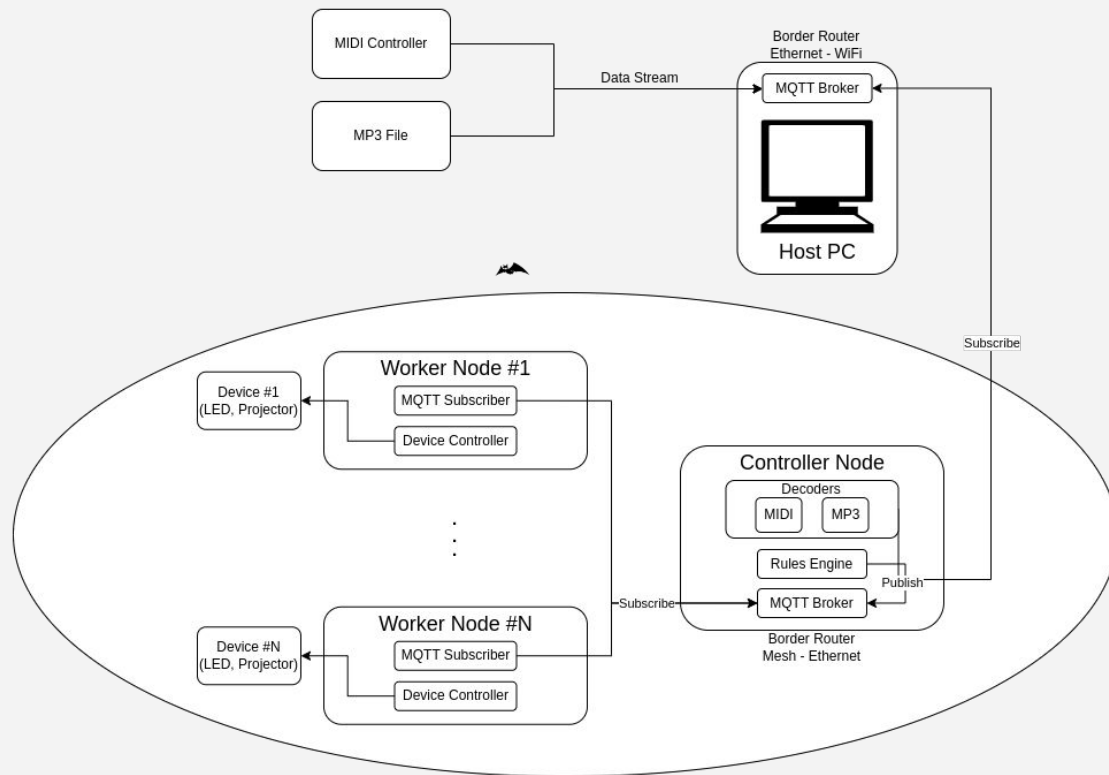 MIDI Controller
MP3 File
Data Stream
Border Router
Ethernet - WiFi
MQTT Broker
Host PC
Subscribe
Worker Node #1
MQTT Subscriber
Device Controller
Device #1
(LED, Projector)
Controller Node
Decoders
MIDI
MP3
Rules Engine
Publish
MQTT Broker
Border Router
Mesh - Ethernet
Subscribe
Worker Node #N
MQTT Subscriber
Device Controller
Device #N
(LED, Projector)